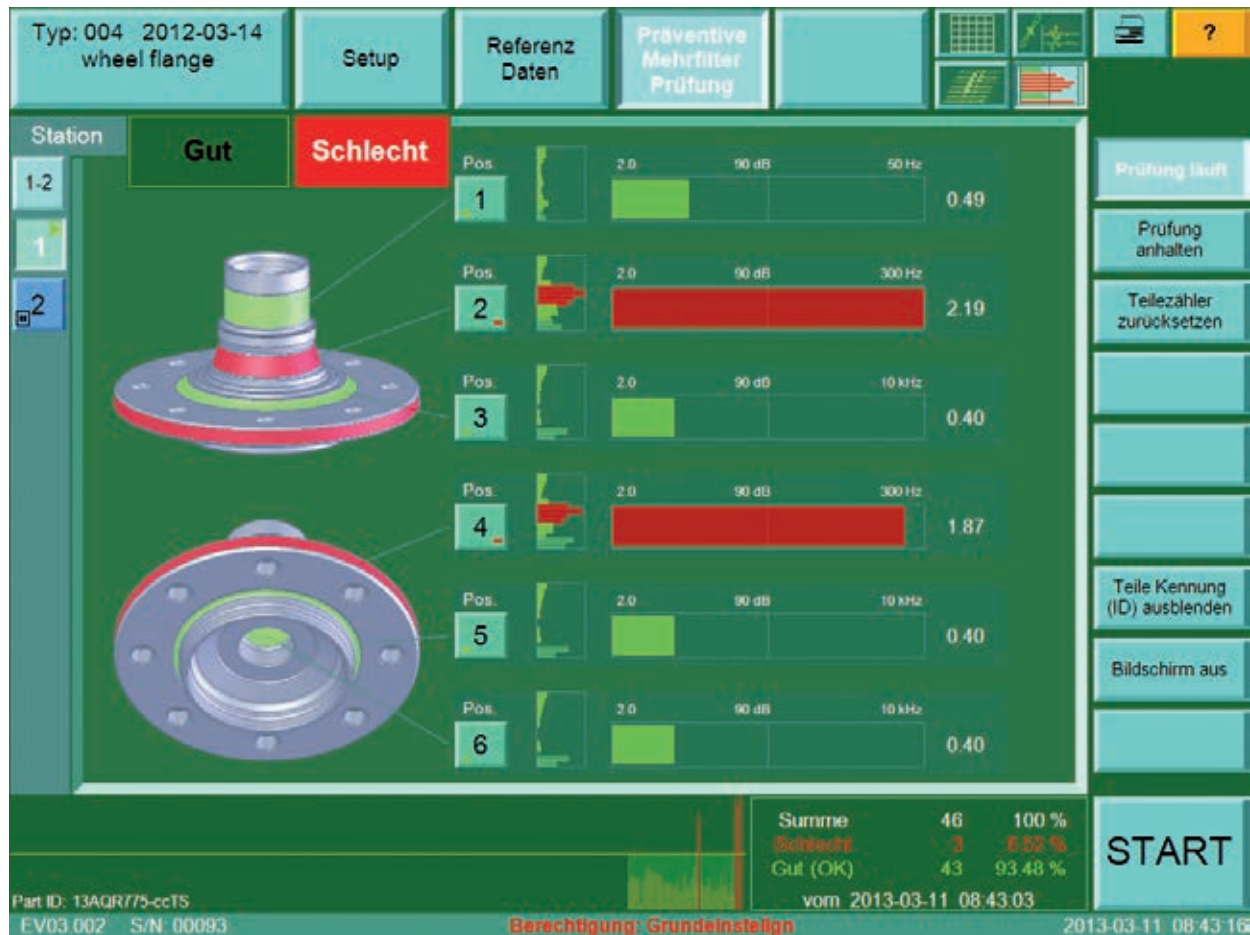 Typ: 004 2012-03-14
wheel flange
Setup
Referenz
Daten
Präventive
Mehrfilter
Prüfung
?
Station
Gut
Schlecht
1-2
1
2
Pos.
1
2.0 90 dB 50 Hz
0.49
Pos.
2
2.0 90 dB 300 Hz
2.19
Pos.
3
2.0 90 dB 10 kHz
0.40
Pos.
4
2.0 90 dB 300 Hz
1.87
Pos.
5
2.0 90 dB 10 kHz
0.40
Pos.
6
2.0 90 dB 10 kHz
0.40
Prüfung läuft
Prüfung
anhalten
Teilezähler
zurücksetzen
Teile Kennung
(ID) ausblenden
Bildschirm aus
START
Summe 46 100 %
Schlecht 3 6.52 %
Gut (OK) 43 93.48 %
vom 2013-03-11 08:43:03
Part ID: 13AQR775-ccTS
EV03.002 S/N: 00093
Berechtigung: Grundeinstellgn
2013-03-11 08:43:16